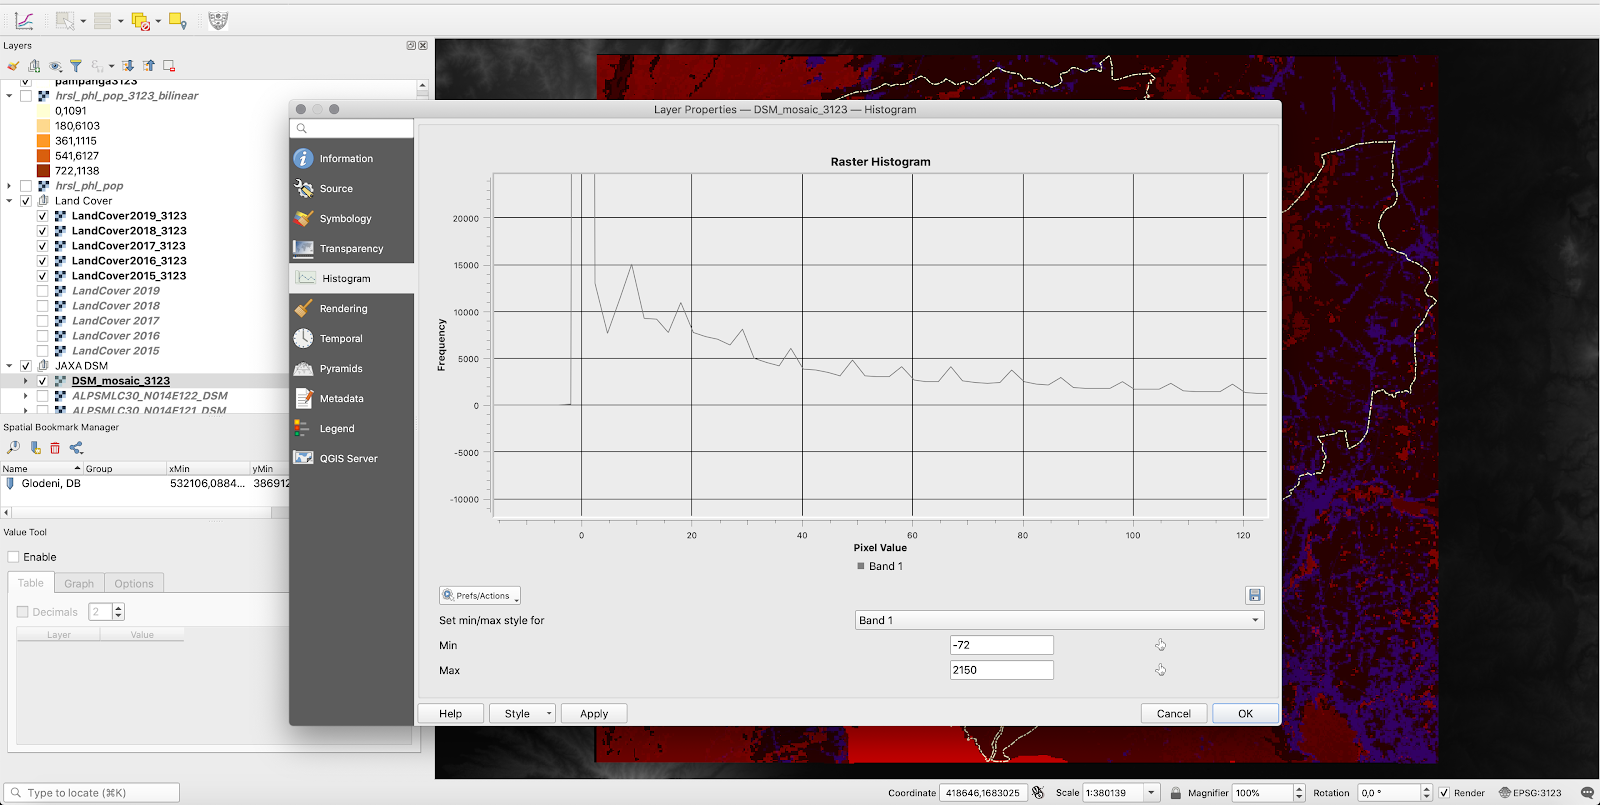 Layers
pampanga3123
hrsl_phl_pop_3123_bilinear
0,1091
180,6103
361,1115
541,6127
722,1138
hrsl_phl_pop
Land Cover
LandCover2019_3123
LandCover2018_3123
LandCover2017_3123
LandCover2016_3123
LandCover2015_3123
LandCover 2019
LandCover 2018
LandCover 2017
LandCover 2016
LandCover 2015
JAXA DSM
DSM_mosaic_3123
ALPSMLC30_N014E122_DSM
ALPSMLC30_N014E121_DSM
Spatial Bookmark Manager
Name Group xMin yMin
Glodeni, DB 532106,0884... 386912
Value Tool
Enable
Table Graph Options
Decimals 2
Layer Value
Layer Properties — DSM_mosaic_3123 — Histogram
Information
Source
Symbology
Transparency
Histogram
Rendering
Temporal
Pyramids
Metadata
Legend
QGIS Server
Raster Histogram
Frequency
20000
15000
10000
5000
0
-5000
-10000
0 20 40 60 80 100 120
Pixel Value
Band 1
Prefs/Actions
Set min/max style for Band 1
Min -72
Max 2150
Help Style Apply Cancel OK
Type to locate (⌘K) Coordinate 418646,1683025 Scale 1:380139 Magnifier 100% Rotation 0,0 ° Render EPSG:3123